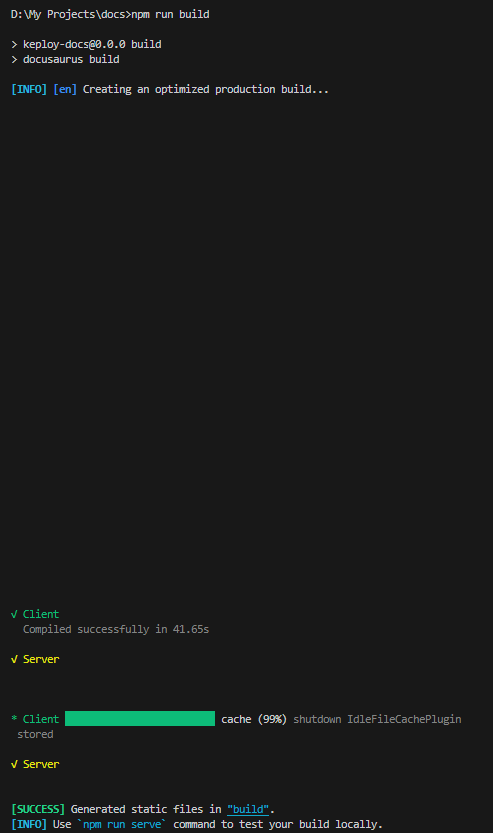 D:\My Projects\docs>npm run build
> keploy-docs@0.0.0 build
> docusaurus build
[INFO] [en] Creating an optimized production build...
√ Client
Compiled successfully in 41.65s
√ Server
* Client cache (99%) shutdown IdleFileCachePlugin
stored
√ Server
[SUCCESS] Generated static files in "build".
[INFO] Use `npm run serve` command to test your build locally.